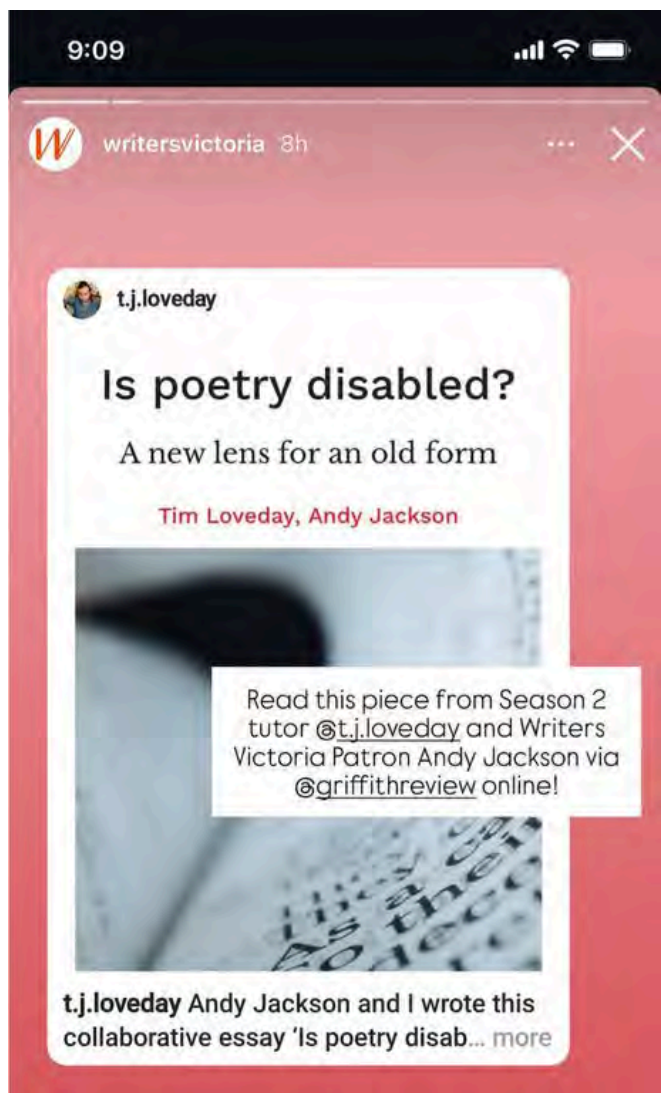 9:09
writersvictoria 8h
t.j.loveday
Is poetry disabled?
A new lens for an old form
Tim Loveday, Andy Jackson
Read this piece from Season 2
tutor @t.j.loveday and Writers
Victoria Patron Andy Jackson via
@griffithreview online!
As the
t.j.loveday Andy Jackson and I wrote this
collaborative essay ‘Is poetry disab... more